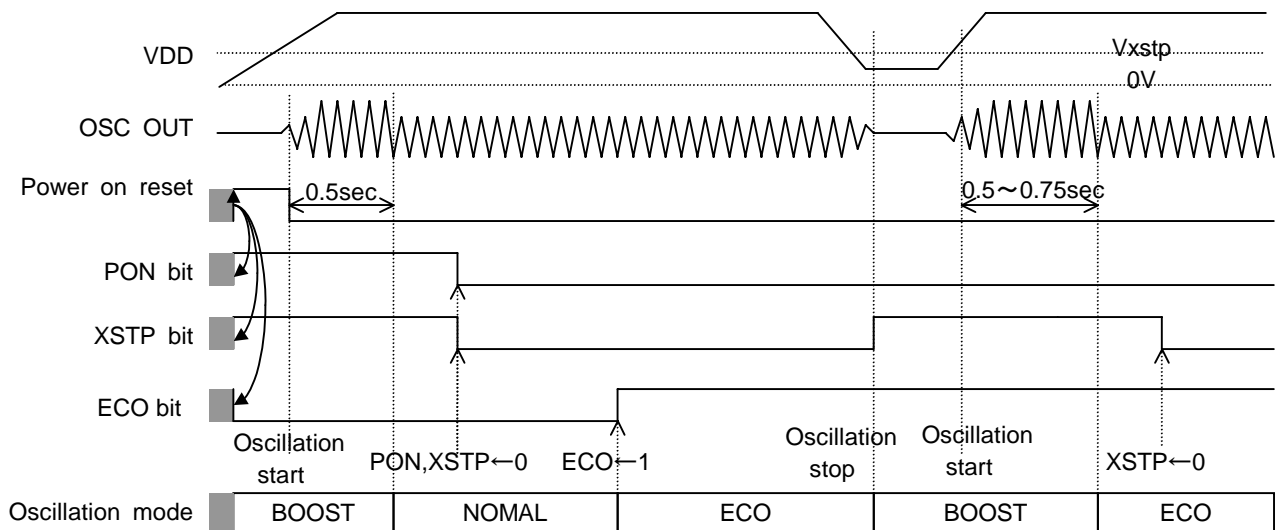 VDD
Vxstp
0V
OSC OUT
Power on reset
0.5sec
0.5～0.75sec
PON bit
XSTP bit
ECO bit
Oscillation
start
PON,XSTP←0
ECO←1
Oscillation
stop
Oscillation
start
XSTP←0
Oscillation mode
BOOST
NOMAL
ECO
BOOST
ECO